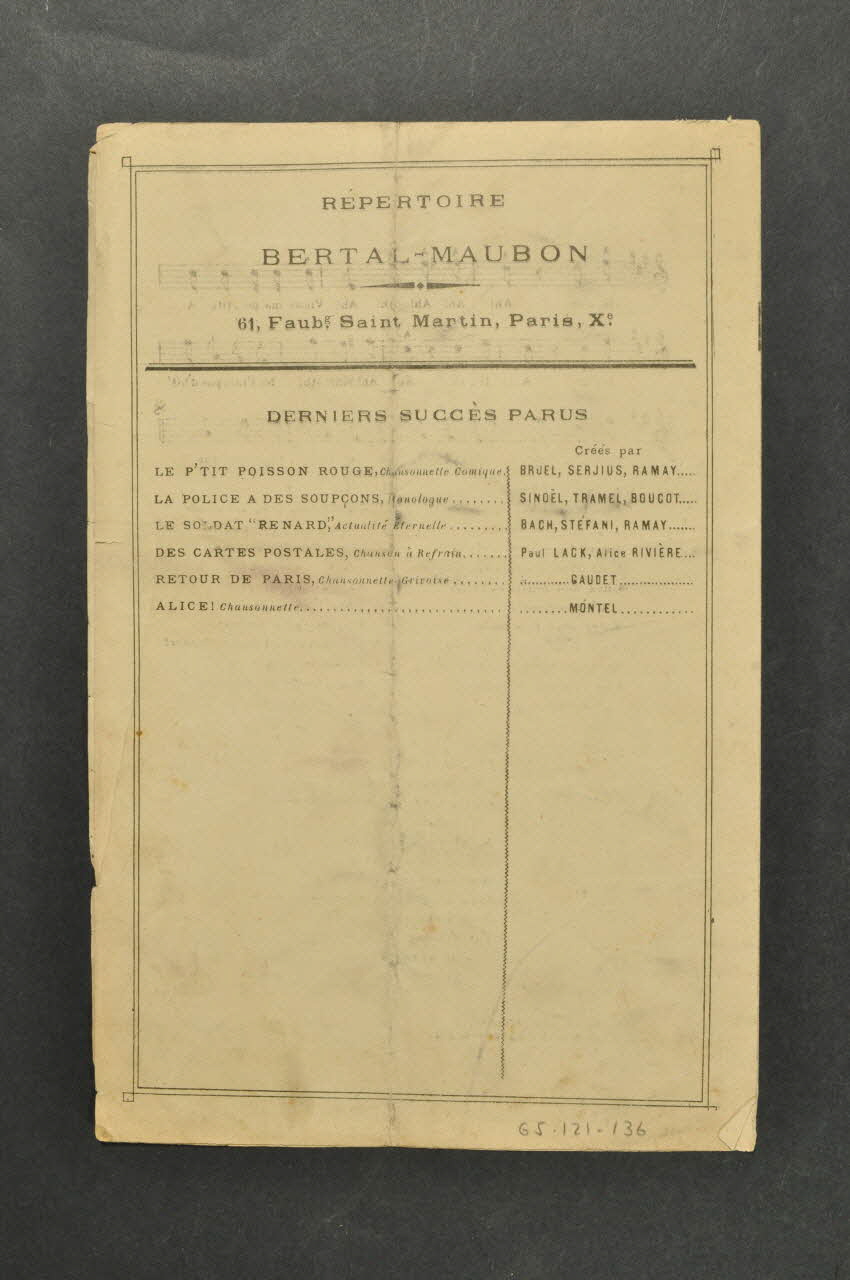 RÉPERTOIRE
BERTAL-MAUBON
61, Faubg. Saint Martin, Paris, Xe.
DERNIERS SUCCÈS PARUS
Créés par
LE P'TIT POISSON ROUGE, Chansonnette Comique. BRUEL, SERJIUS, RAMAY.....
LA POLICE A DES SOUPÇONS, Monologue ........ SINOËL, TRAMEL, BOUCOT.....
LE SOLDAT "RENARD", Actualité Éternelle ......... BACH, STÉFANI, RAMAY.......
DES CARTES POSTALES, Chanson à Refrain....... Paul LACK, Alice RIVIÈRE...
RETOUR DE PARIS, Chansonnette Grivoise ........ ............GAUDET...................
ALICE! Chansonnette............................. ........MONTEL............
65.121.136